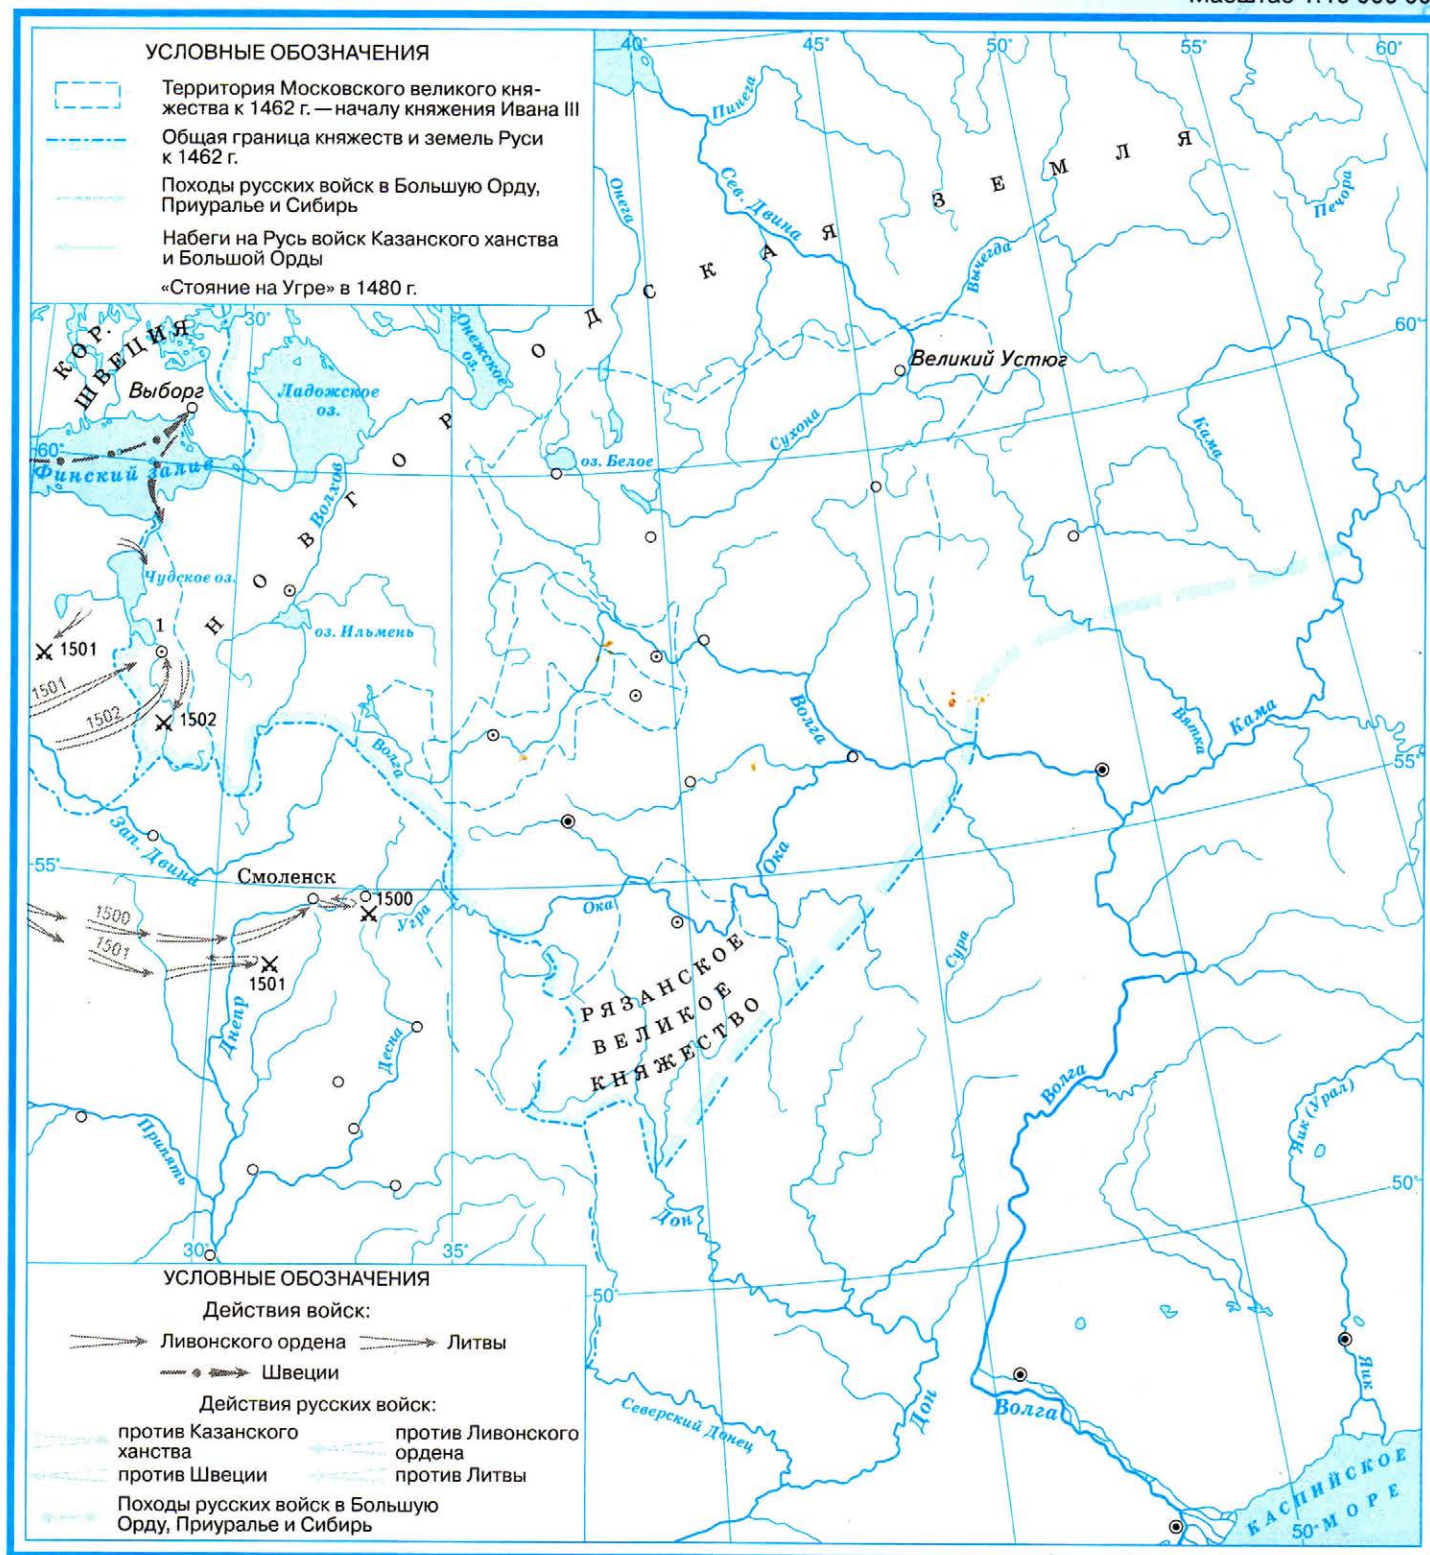 УСЛОВНЫЕ ОБОЗНАЧЕНИЯ
Территория Московского великого кня-
жества к 1462 г. — началу княжения Ивана III
Общая граница княжеств и земель Руси
к 1462 г.
Походы русских войск в Большую Орду,
Приуралье и Сибирь
Набеги на Русь войск Казанского ханства
и Большой Орды
«Стояние на Угре» в 1480 г.
40°
45°
50°
55°
60°
Пинега
Онега
Сев. Двина
Вычегда
Печора
НОВГОРОДСКАЯ ЗЕМЛЯ
КОР.
ШВЕЦИЯ
30°
60°
Онежское
оз.
Ладожское
оз.
Выборг
Великий Устюг
60°
Финский залив
Волхов
оз. Белое
Сухона
Кама
Чудское оз.
оз. Ильмень
1
1501
1501
1502
1502
Волга
Волга
Вятка
Кама
55°
Зап. Двина
55°
Смоленск
1500
Угра
Ока
Ока
1500
1501
1501
Сура
РЯЗАНСКОЕ
ВЕЛИКОЕ
КНЯЖЕСТВО
Днепр
Десна
Волга
Яик (Урал)
Припять
50°
Дон
30°
35°
50°
Дон
Северский Донец
Волга
Яик
КАСПИЙСКОЕ
МОРЕ
50°
УСЛОВНЫЕ ОБОЗНАЧЕНИЯ
Действия войск:
Ливонского ордена
Литвы
Швеции
Действия русских войск:
против Казанского
ханства
против Ливонского
ордена
против Швеции
против Литвы
Походы русских войск в Большую
Орду, Приуралье и Сибирь